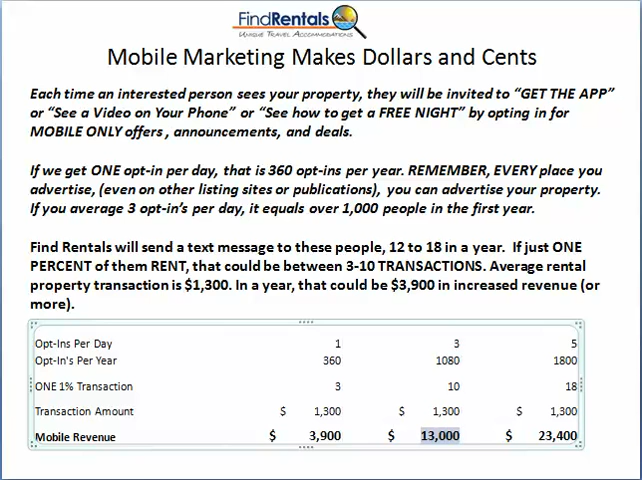 FindRentals
UNIQUE TRAVEL ACCOMMODATIONS
Mobile Marketing Makes Dollars and Cents
Each time an interested person sees your property, they will be invited to “GET THE APP”
or “See a Video on Your Phone” or “See how to get a FREE NIGHT” by opting in for
MOBILE ONLY offers , announcements, and deals.
If we get ONE opt-in per day, that is 360 opt-ins per year. REMEMBER, EVERY place you
advertise, (even on other listing sites or publications), you can advertise your property.
If you average 3 opt-in’s per day, it equals over 1,000 people in the first year.
Find Rentals will send a text message to these people, 12 to 18 in a year. If just ONE
PERCENT of them RENT, that could be between 3-10 TRANSACTIONS. Average rental
property transaction is $1,300. In a year, that could be $3,900 in increased revenue (or
more).
Opt-Ins Per Day 1 3 5
Opt-In's Per Year 360 1080 1800
ONE 1% Transaction 3 10 18
Transaction Amount $ 1,300 $ 1,300 $ 1,300
Mobile Revenue $ 3,900 $ 13,000 $ 23,400